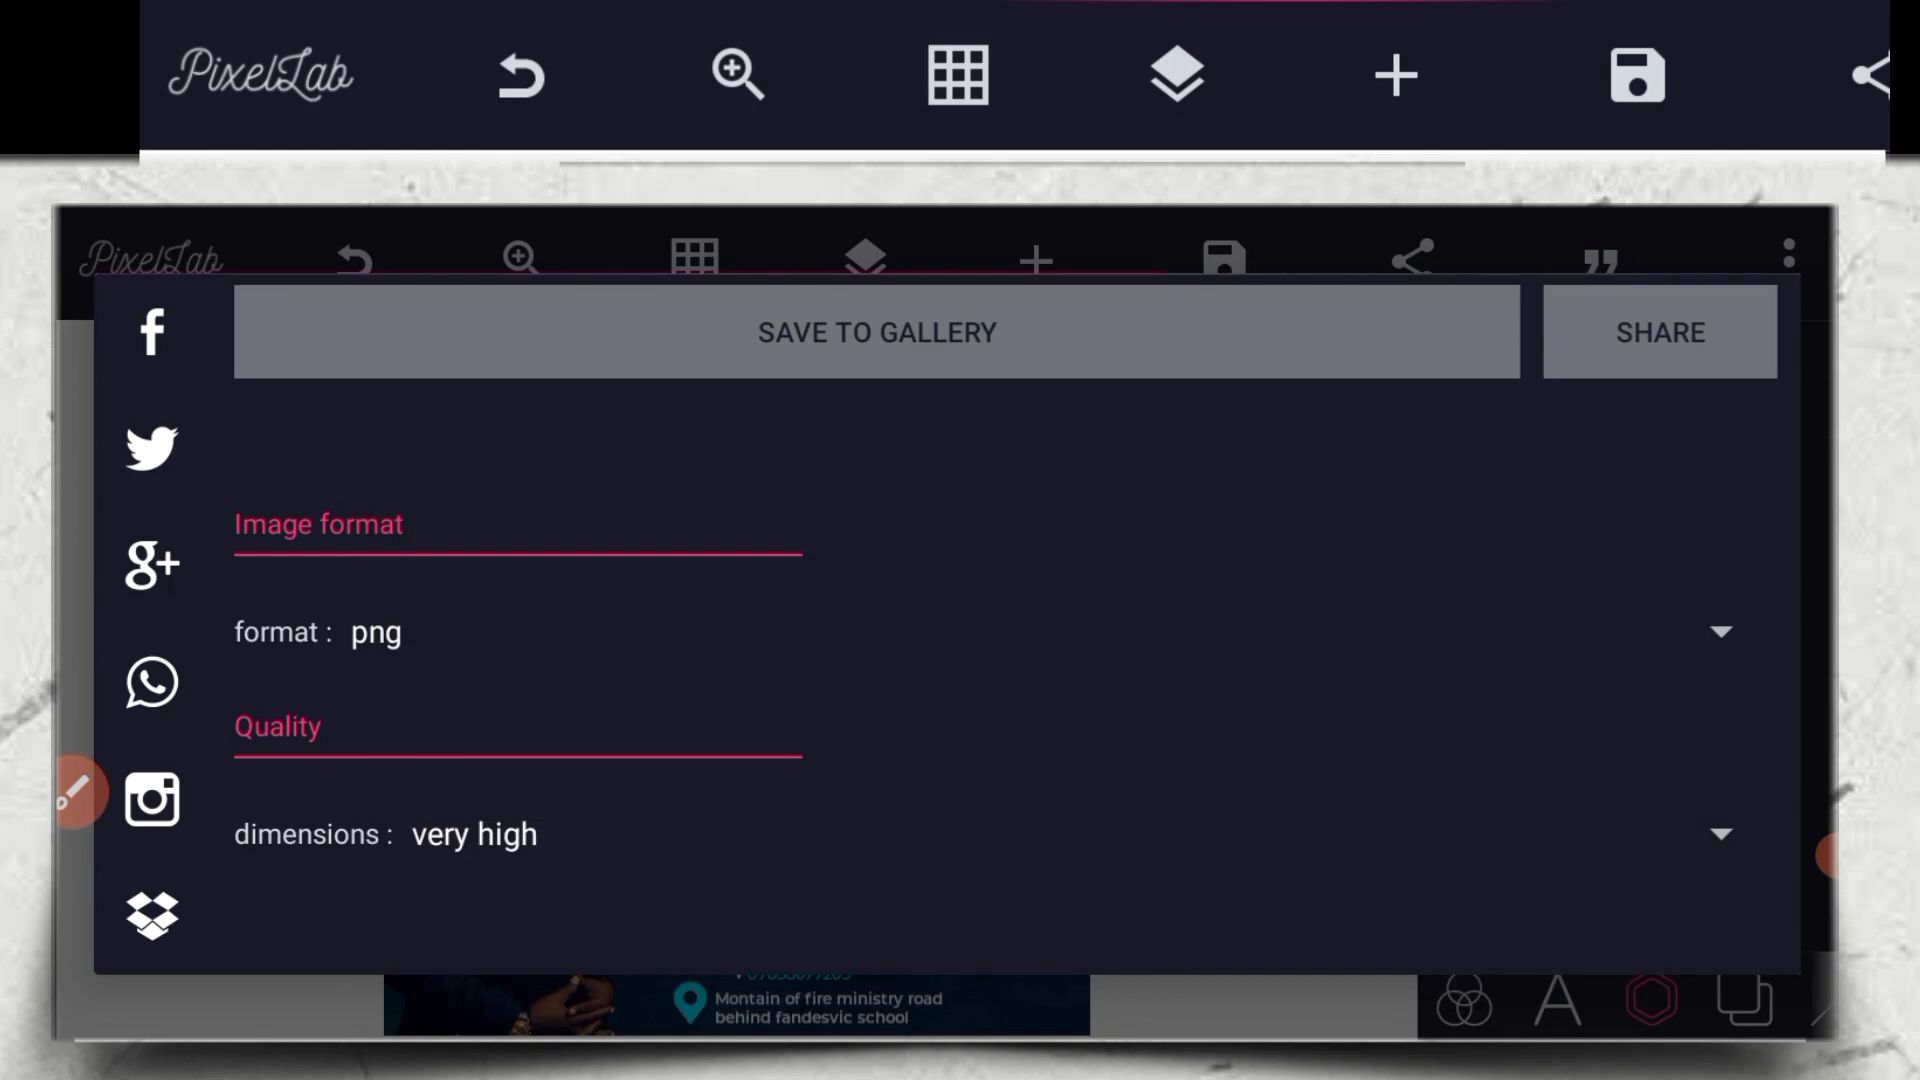 PixelLab
PixelLab
SAVE TO GALLERY
SHARE
Image format
format : png
Quality
dimensions : very high
Montain of fire ministry road
behind fandesvic school